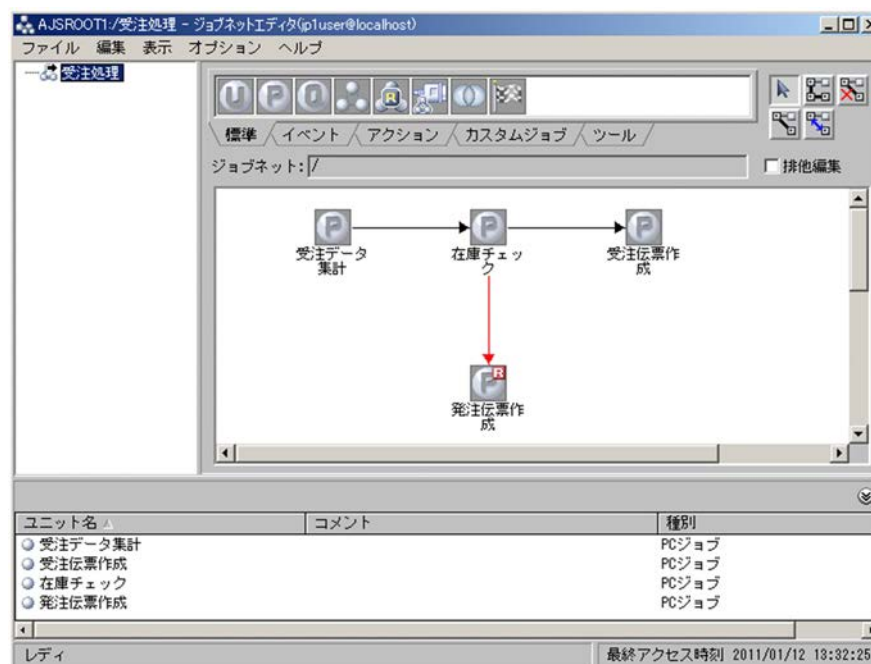 AJSROOT1:/受注処理 - ジョブネットエディタ(jp1user@localhost)
ファイル 編集 表示 オプション ヘルプ
受注処理
U P Q R
標準 イベント アクション カスタムジョブ ツール
ジョブネット: /
排他編集
P
受注データ
集計
P
在庫チェッ
ク
P
受注伝票作
成
P R
発注伝票作
成
ユニット名 コメント 種別
受注データ集計 PCジョブ
受注伝票作成 PCジョブ
在庫チェック PCジョブ
発注伝票作成 PCジョブ
レディ
最終アクセス時刻 2011/01/12 13:32:25